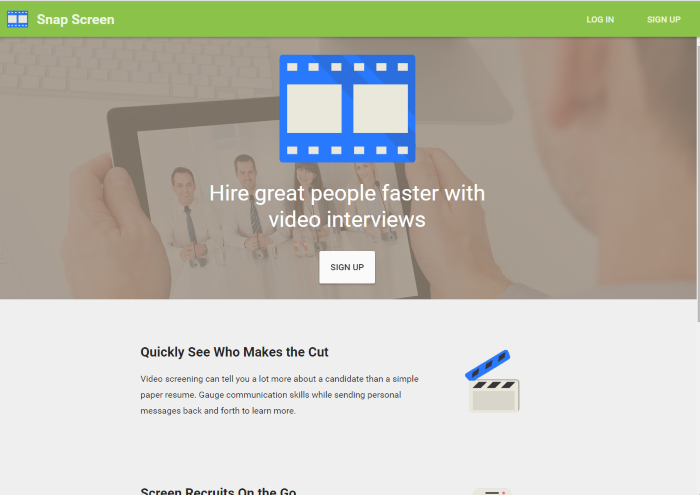 Snap Screen
LOG IN
SIGN UP
Hire great people faster with
video interviews
SIGN UP
Quickly See Who Makes the Cut
Video screening can tell you a lot more about a candidate than a simple
paper resume. Gauge communication skills while sending personal
messages back and forth to learn more.
Screen Recruits On the Go